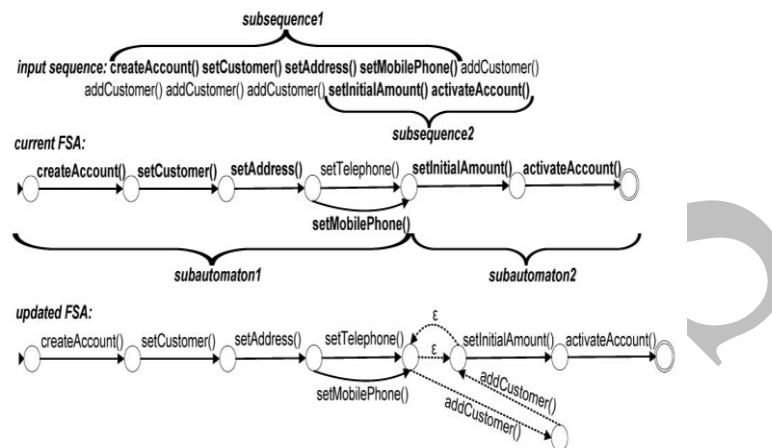 subsequence1
input sequence: createAccount() setCustomer() setAddress() setMobilePhone() addCustomer()
addCustomer() addCustomer() addCustomer() setInitialAmount() activateAccount()
subsequence2
current FSA:
createAccount() setCustomer() setAddress() setTelephone() setInitialAmount() activateAccount()
setMobilePhone()
subautomaton1 subautomaton2
updated FSA:
ε
createAccount() setCustomer() setAddress() setTelephone() ε setInitialAmount() activateAccount()
setMobilePhone() addCustomer() addCustomer()